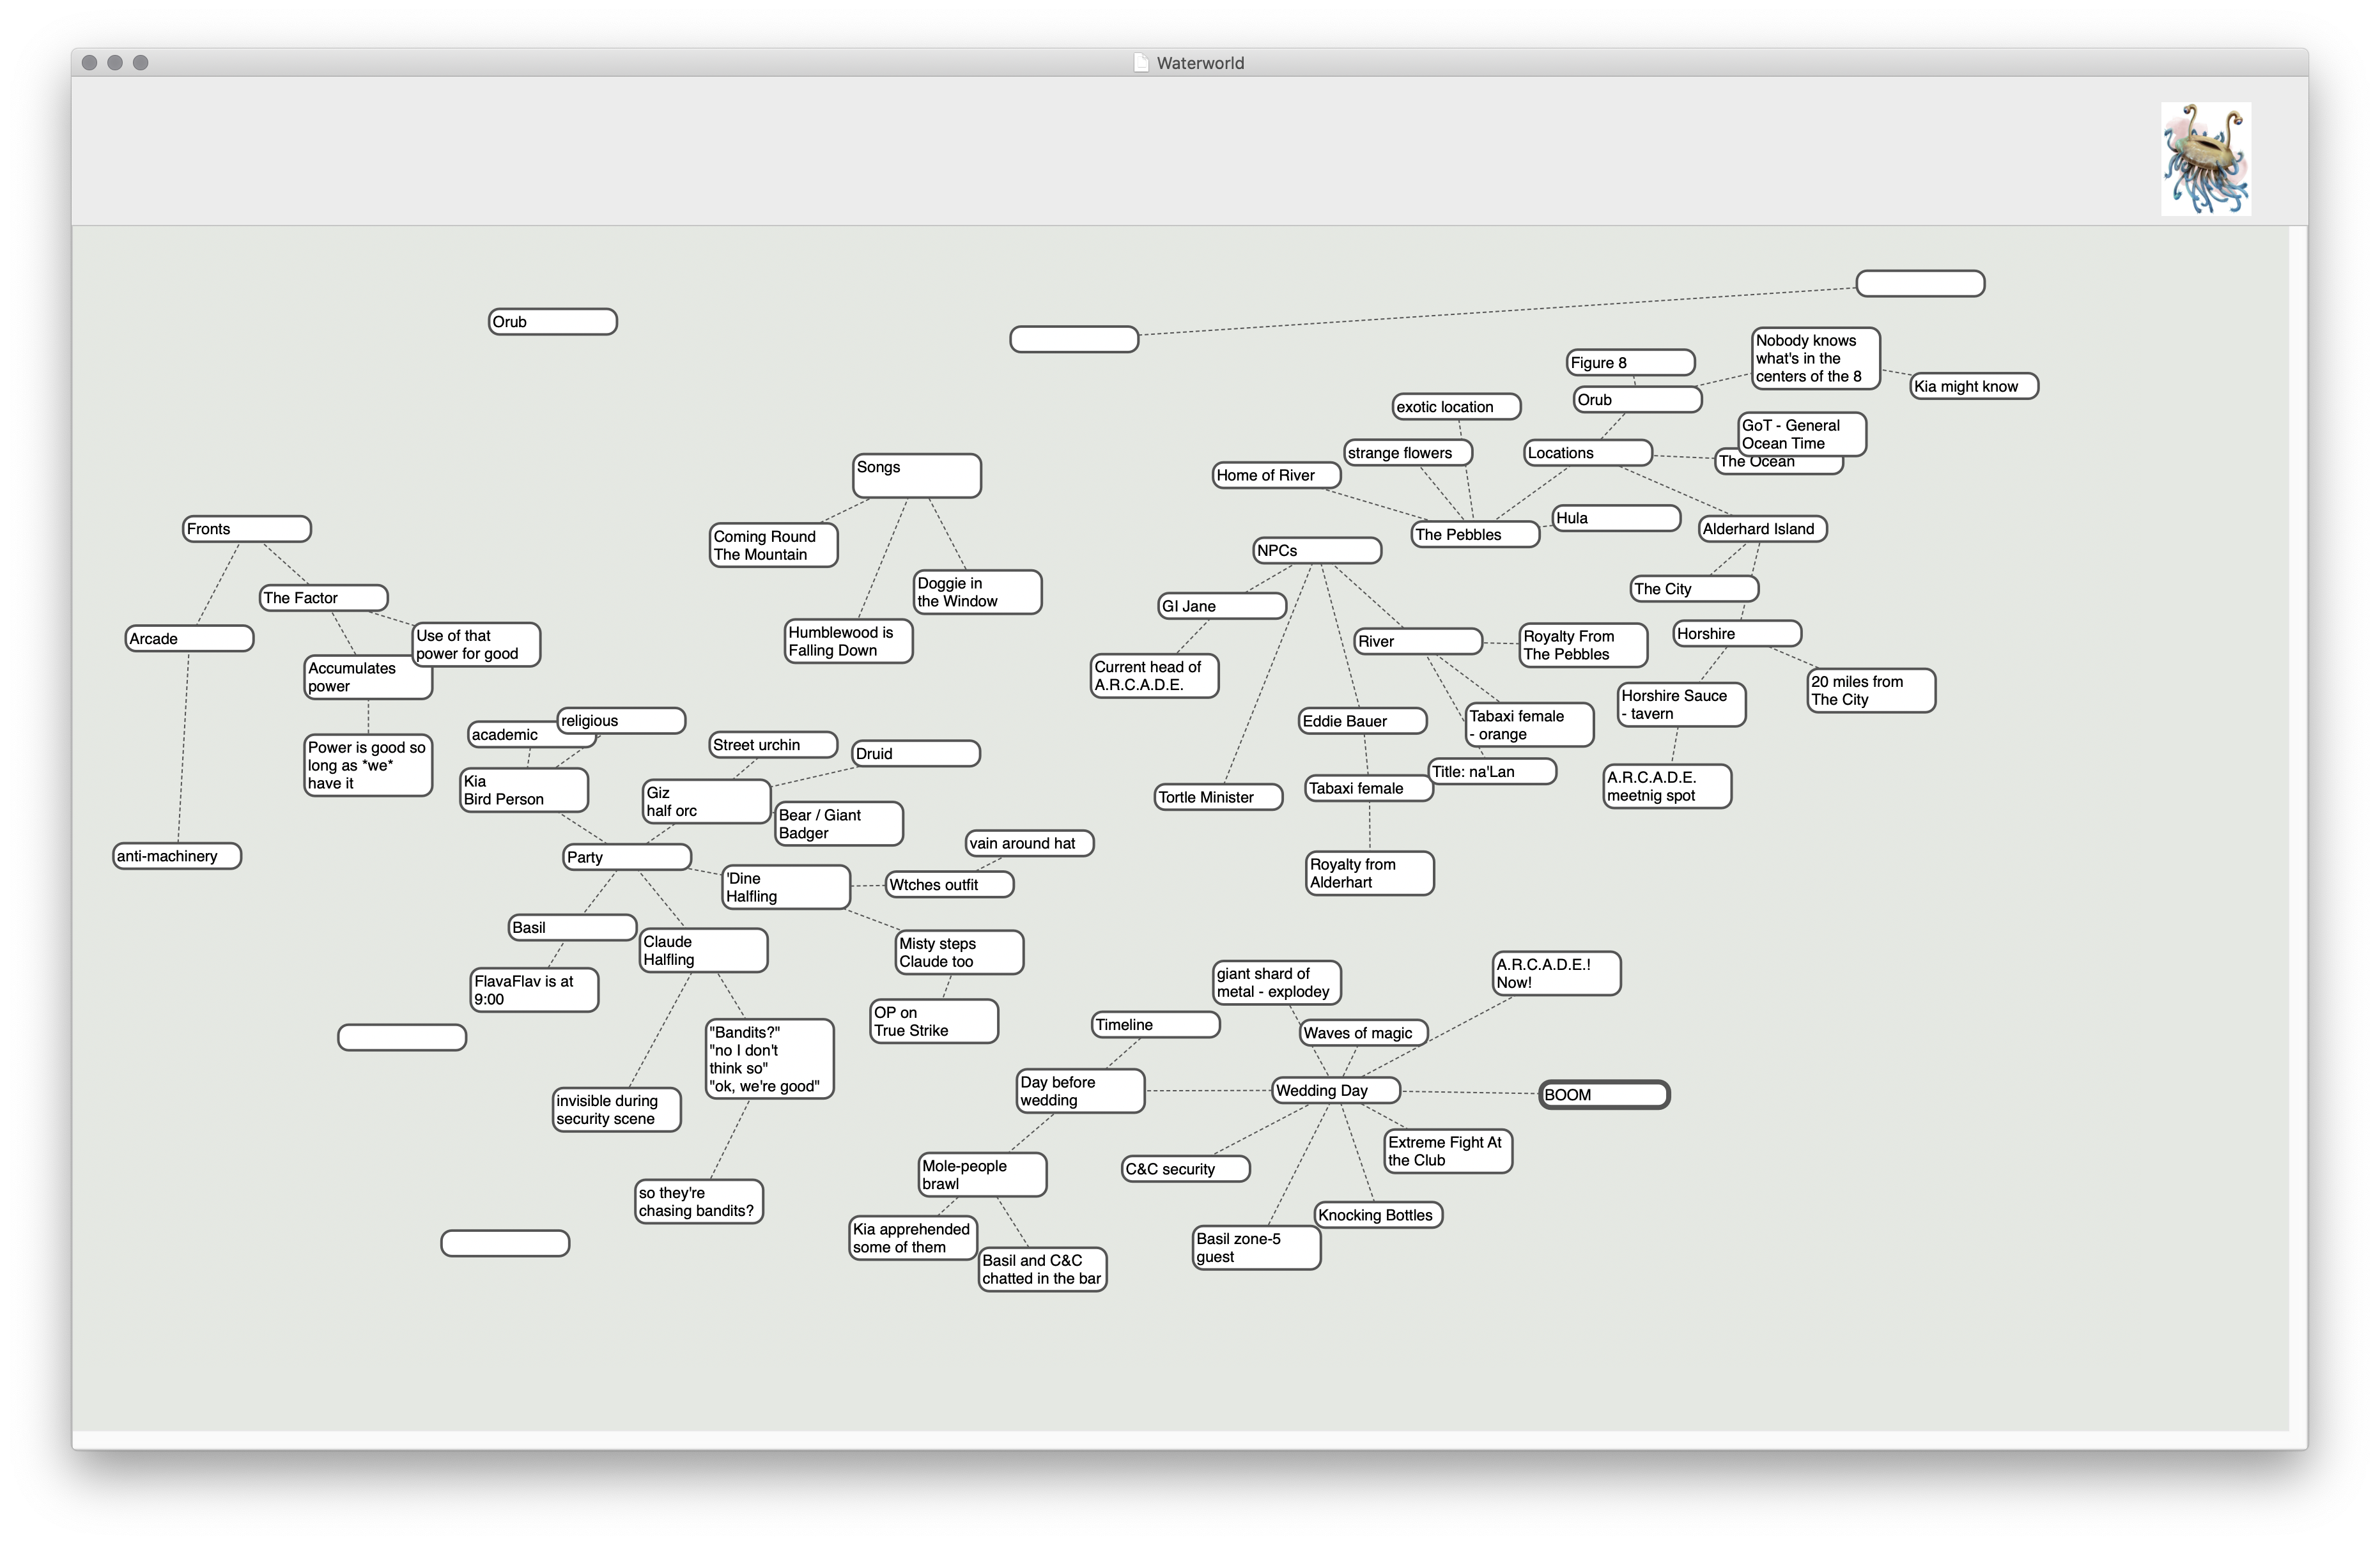 Waterworld
Orub
Figure 8
Nobody knows
what's in the
centers of the 8
Kia might know
Orub
exotic location
GoT - General
Ocean Time
strange flowers
Locations
The Ocean
Home of River
Songs
Hula
The Pebbles
Alderhard Island
Fronts
Coming Round
The Mountain
NPCs
The Factor
Doggie in
the Window
The City
GI Jane
Arcade
Use of that
power for good
Humblewood is
Falling Down
River
Royalty From
The Pebbles
Horshire
Accumulates
power
Current head of
A.R.C.A.D.E.
20 miles from
The City
Horshire Sauce
- tavern
academic
religious
Street urchin
Druid
Eddie Bauer
Tabaxi female
- orange
Power is good so
long as *we*
have it
Kia
Bird Person
Giz
half orc
Bear / Giant
Badger
Tortle Minister
Tabaxi female
Title: na'Lan
A.R.C.A.D.E.
meetnig spot
anti-machinery
Party
vain around hat
'Dine
Halfling
Wtches outfit
Royalty from
Alderhart
Basil
Claude
Halfling
Misty steps
Claude too
FlavaFlav is at
9:00
giant shard of
metal - explodey
A.R.C.A.D.E.!
Now!
OP on
True Strike
Timeline
Waves of magic
"Bandits?"
"no I don't
think so"
"ok, we're good"
Day before
wedding
Wedding Day
BOOM
invisible during
security scene
Extreme Fight At
the Club
Mole-people
brawl
C&C security
so they're
chasing bandits?
Knocking Bottles
Kia apprehended
some of them
Basil zone-5
guest
Basil and C&C
chatted in the bar